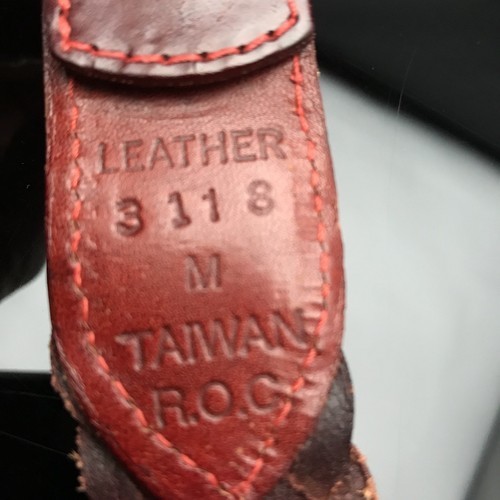 LEATHER
3118
M
TAIWAN
R.O.C